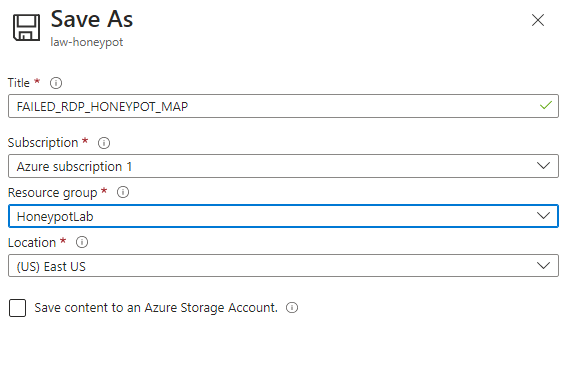 Save As
law-honeypot
Title *
FAILED_RDP_HONEYPOT_MAP
Subscription *
Azure subscription 1
Resource group *
HoneypotLab
Location *
(US) East US
Save content to an Azure Storage Account.